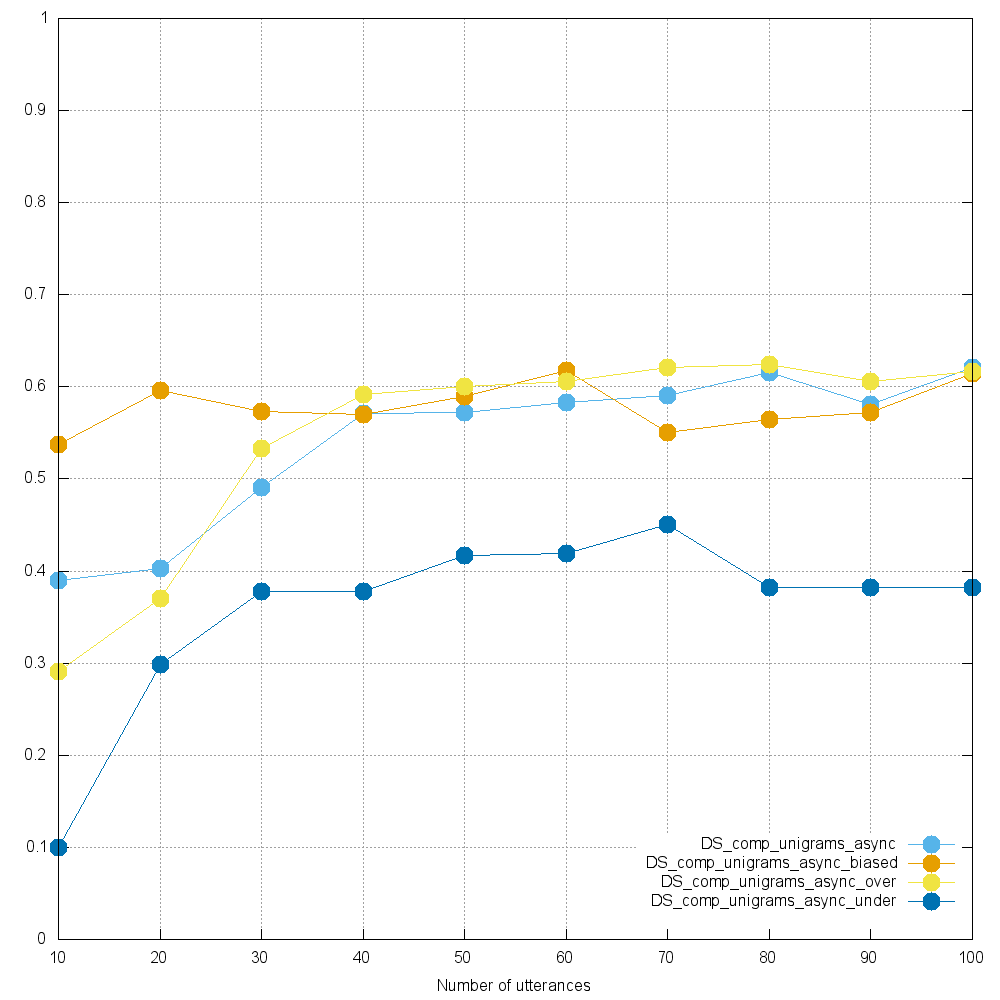 1
0.9
0.8
0.7
0.6
0.5
0.4
0.3
0.2
0.1
0
DS_comp_unigrams_async
DS_comp_unigrams_async_biased
DS_comp_unigrams_async_over
DS_comp_unigrams_async_under
10 20 30 40 50 60 70 80 90 100
Number of utterances